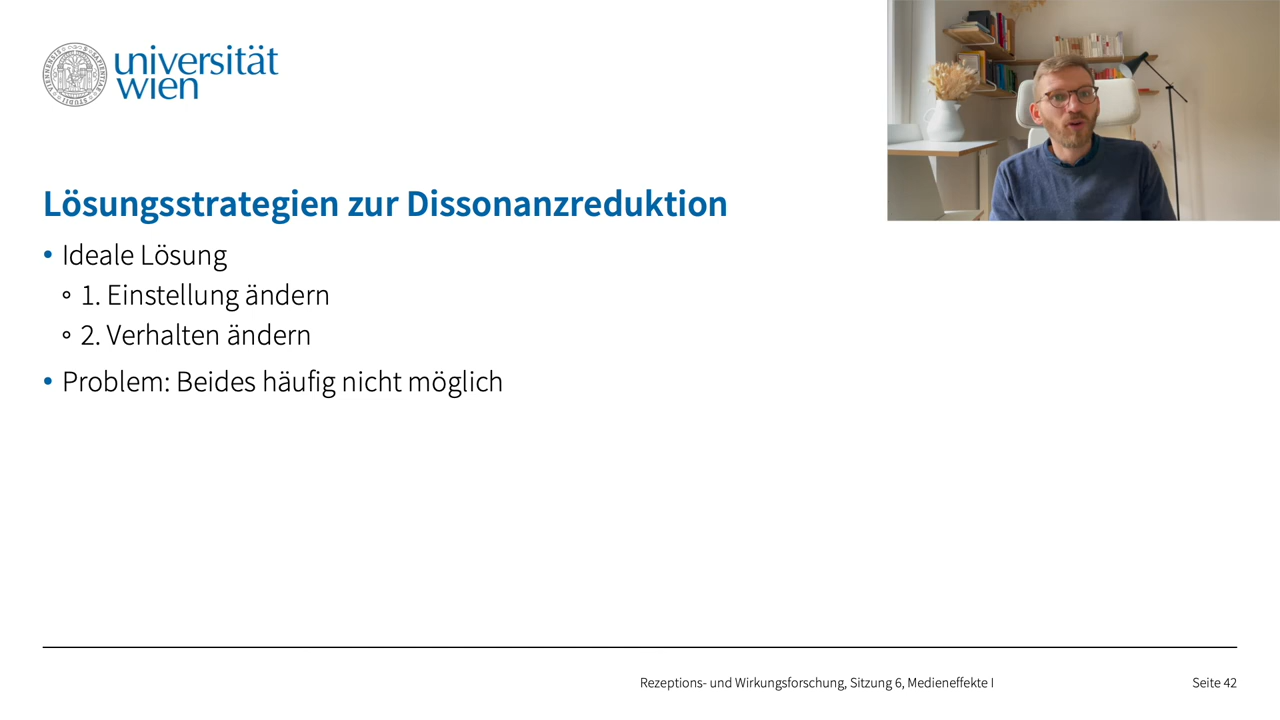 universität
wien
Lösungsstrategien zur Dissonanzreduktion
• Ideale Lösung
∘ 1. Einstellung ändern
∘ 2. Verhalten ändern
• Problem: Beides häufig nicht möglich
Rezeptions- und Wirkungsforschung, Sitzung 6, Medieneffekte I
Seite 42